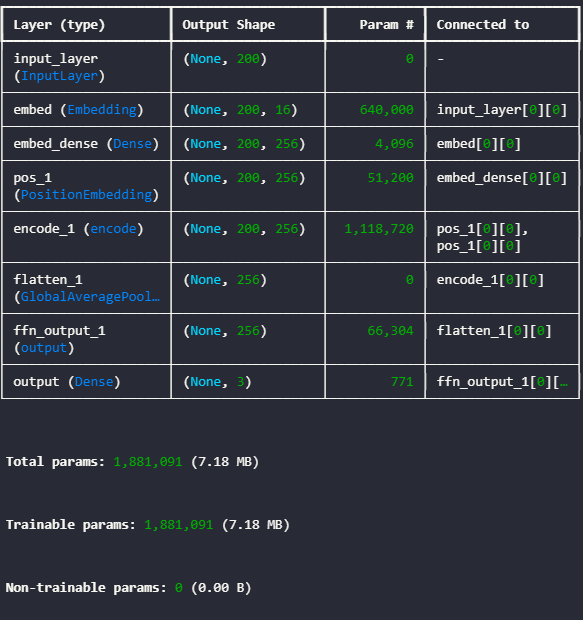 Layer (type) Output Shape Param # Connected to
input_layer (None, 200) 0 -
(InputLayer)
embed (Embedding) (None, 200, 16) 640,000 input_layer[0][0]
embed_dense (Dense) (None, 200, 256) 4,096 embed[0][0]
pos_1 (None, 200, 256) 51,200 embed_dense[0][0]
(PositionEmbedding)
encode_1 (encode) (None, 200, 256) 1,118,720 pos_1[0][0],
pos_1[0][0]
flatten_1 (None, 256) 0 encode_1[0][0]
(GlobalAveragePool…
ffn_output_1 (None, 256) 66,304 flatten_1[0][0]
(output)
output (Dense) (None, 3) 771 ffn_output_1[0][…
Total params: 1,881,091 (7.18 MB)
Trainable params: 1,881,091 (7.18 MB)
Non-trainable params: 0 (0.00 B)